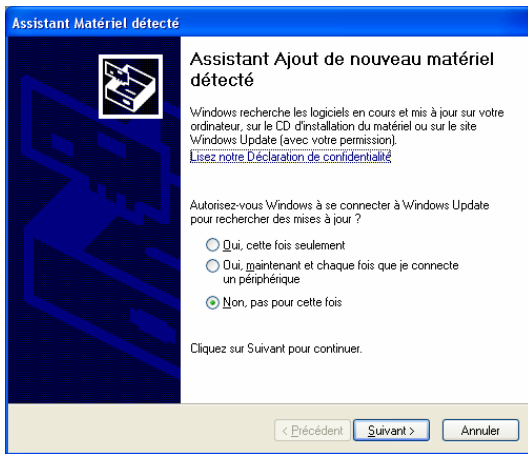 Assistant Matériel détecté
Assistant Ajout de nouveau matériel
détecté
Windows recherche les logiciels en cours et mis à jour sur votre
ordinateur, sur le CD d'installation du matériel ou sur le site
Windows Update (avec votre permission).
Lisez notre Déclaration de confidentialité
Autorisez-vous Windows à se connecter à Windows Update
pour rechercher des mises à jour ?
Oui, cette fois seulement
Oui, maintenant et chaque fois que je connecte
un périphérique
Non, pas pour cette fois
Cliquez sur Suivant pour continuer.
< Précédent
Suivant >
Annuler